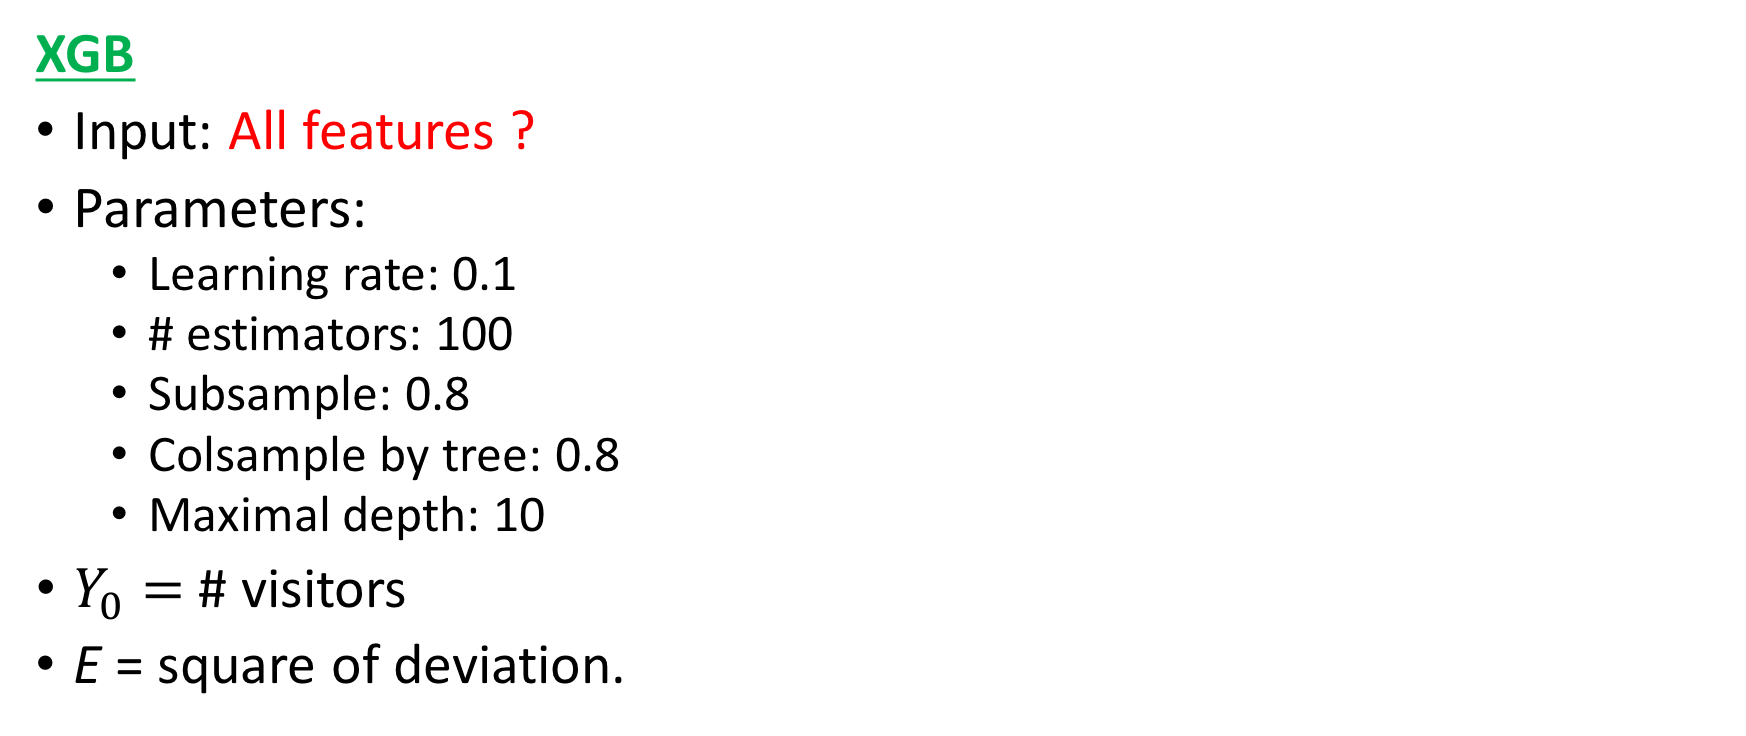 XGB
• Input: All features ?
• Parameters:
• Learning rate: 0.1
• # estimators: 100
• Subsample: 0.8
• Colsample by tree: 0.8
• Maximal depth: 10
• Y₀ = # visitors
• E = square of deviation.